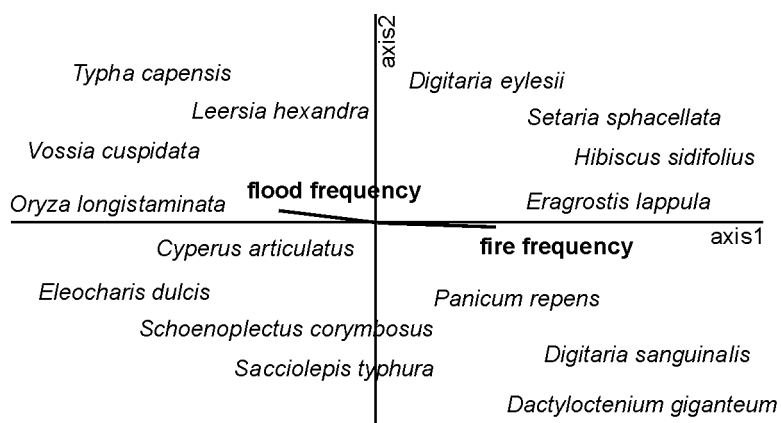 axis2
Typha capensis
Digitaria eylesii
Leersia hexandra
Setaria sphacellata
Vossia cuspidata
Hibiscus sidifolius
flood frequency
Oryza longistaminata
Eragrostis lappula
axis1
Cyperus articulatus
fire frequency
Eleocharis dulcis
Panicum repens
Schoenoplectus corymbosus
Digitaria sanguinalis
Sacciolepis typhura
Dactyloctenium giganteum